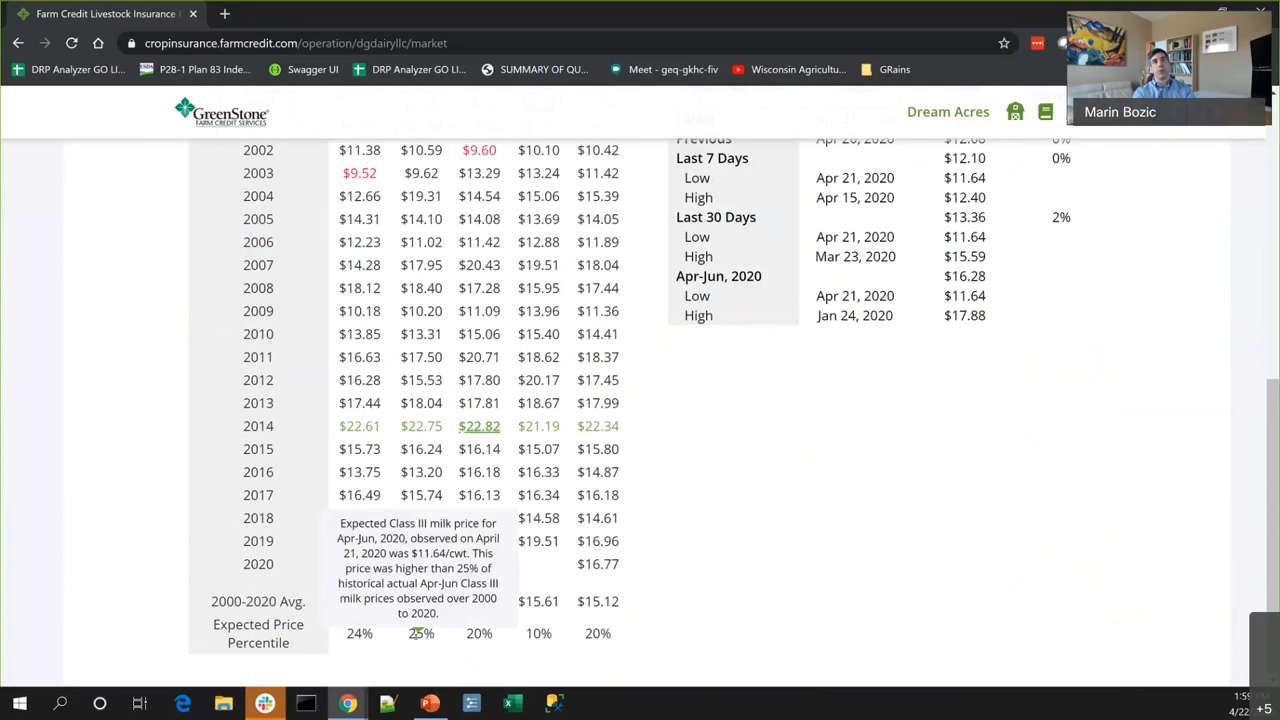 Farm Credit Livestock Insurance
cropinsurance.farmcredit.com/operation/dgdairyllc/market
DRP Analyzer GO LI...
P28-1 Plan 83 Inde...
Swagger UI
DRP Analyzer GO LI...
SUMMARY OF QU...
Meet - geq-gkhc-fiv
Wisconsin Agricultu...
GRains
GreenStone
FARM CREDIT SERVICES
Dream Acres
Marin Bozic
2002 $11.38 $10.59 $9.60 $10.10 $10.42
2003 $9.52 $9.62 $13.29 $13.24 $11.42
2004 $12.66 $19.31 $14.54 $15.06 $15.39
2005 $14.31 $14.10 $14.08 $13.69 $14.05
2006 $12.23 $11.02 $11.42 $12.88 $11.89
2007 $14.28 $17.95 $20.43 $19.51 $18.04
2008 $18.12 $18.40 $17.28 $15.95 $17.44
2009 $10.18 $10.20 $11.09 $13.96 $11.36
2010 $13.85 $13.31 $15.06 $15.40 $14.41
2011 $16.63 $17.50 $20.71 $18.62 $18.37
2012 $16.28 $15.53 $17.80 $20.17 $17.45
2013 $17.44 $18.04 $17.81 $18.67 $17.99
2014 $22.61 $22.75 $22.82 $21.19 $22.34
2015 $15.73 $16.24 $16.14 $15.07 $15.80
2016 $13.75 $13.20 $16.18 $16.33 $14.87
2017 $16.49 $15.74 $16.13 $16.34 $16.18
2018 $14.58 $14.61
2019 $19.51 $16.96
2020 $16.77
2000-2020 Avg. $15.61 $15.12
Expected Price
Percentile
24% 25% 20% 10% 20%
Expected Class III milk price for
Apr-Jun, 2020, observed on April
21, 2020 was $11.64/cwt. This
price was higher than 25% of
historical actual Apr-Jun Class III
milk prices observed over 2000
to 2020.
Previous Apr 20, 2020 $12.08 0%
Last 7 Days $12.10 0%
Low Apr 21, 2020 $11.64
High Apr 15, 2020 $12.40
Last 30 Days $13.36 2%
Low Apr 21, 2020 $11.64
High Mar 23, 2020 $15.59
Apr-Jun, 2020 $16.28
Low Apr 21, 2020 $11.64
High Jan 24, 2020 $17.88
+5